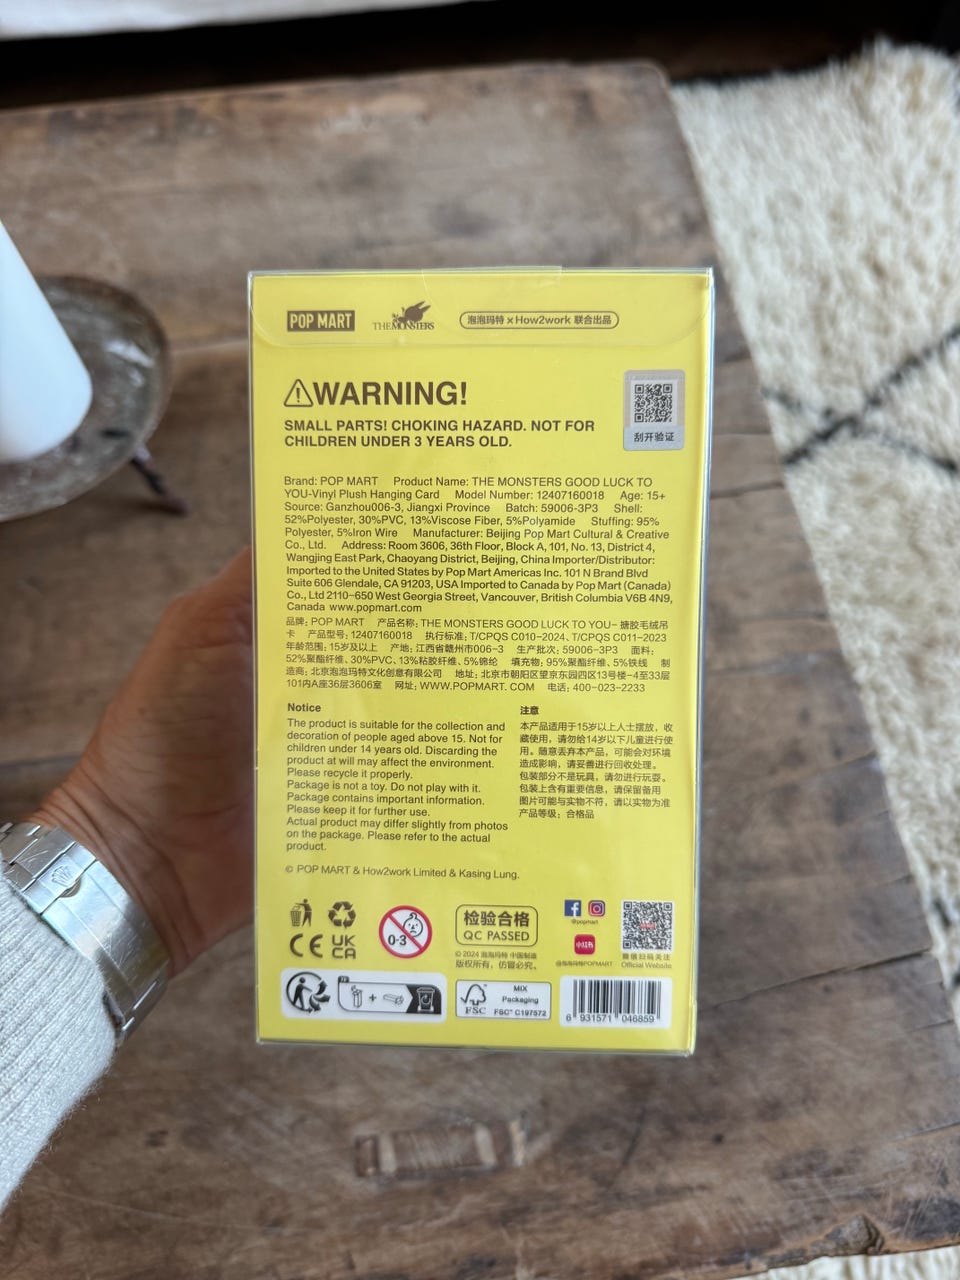 POP MART
THE MONSTERS
泡泡玛特 × How2work 联合出品
WARNING!
SMALL PARTS! CHOKING HAZARD. NOT FOR
CHILDREN UNDER 3 YEARS OLD.
刮开验证
Brand: POP MART Product Name: THE MONSTERS GOOD LUCK TO
YOU-Vinyl Plush Hanging Card Model Number: 12407160018 Age: 15+
Source: Ganzhou006-3, Jiangxi Province Batch: 59006-3P3 Shell:
52%Polyester, 30%PVC, 13%Viscose Fiber, 5%Polyamide Stuffing: 95%
Polyester, 5%Iron Wire Manufacturer: Beijing Pop Mart Cultural & Creative
Co., Ltd. Address: Room 3606, 36th Floor, Block A, 101, No. 13, District 4,
Wangjing East Park, Chaoyang District, Beijing, China Importer/Distributor:
Imported to the United States by Pop Mart Americas Inc. 101 N Brand Blvd
Suite 606 Glendale, CA 91203, USA Imported to Canada by Pop Mart (Canada)
Co., Ltd 2110-650 West Georgia Street, Vancouver, British Columbia V6B 4N9,
Canada www.popmart.com
品牌: POP MART 产品名称: THE MONSTERS GOOD LUCK TO YOU- 搪胶毛绒吊
卡 产品型号: 12407160018 执行标准: T/CPQS C010-2024、T/CPQS C011-2023
年龄范围: 15岁及以上 产地: 江西省赣州市006-3 生产批次: 59006-3P3 面料:
52%聚酯纤维、30%PVC、13%粘胶纤维、5%锦纶 填充物: 95%聚酯纤维、5%铁线 制
造商: 北京泡泡玛特文化创意有限公司 地址: 北京市朝阳区望京东园四区13号楼-4至33层
101内A座36层3606室 网址: WWW.POPMART. COM 电话: 400-023-2233
Notice
The product is suitable for the collection and
decoration of people aged above 15. Not for
children under 14 years old. Discarding the
product at will may affect the environment.
Please recycle it properly.
Package is not a toy. Do not play with it.
Package contains important information.
Please keep it for further use.
Actual product may differ slightly from photos
on the package. Please refer to the actual
product.
注意
本产品适用于15岁以上人士摆放，收
藏使用，请勿给14岁以下儿童进行使
用。随意丢弃本产品，可能会对环境
造成影响，请妥善进行回收处理。
包装部分不是玩具，请勿进行玩耍。
包装上含有重要信息，请保留备用
图片可能与实物不符，请以实物为准
产品等级：合格品
© POP MART & How2work Limited & Kasing Lung.
CE
UK
CA
0-3
检验合格
QC PASSED
© 2024 泡泡玛特 中国制造
版权所有，仿冒必究。
@popmart
小红书
@泡泡玛特POPMART
微信扫码关注
Official Website
FR
+
FSC
MIX
Packaging
FSC™ C197572
6 931571 046859